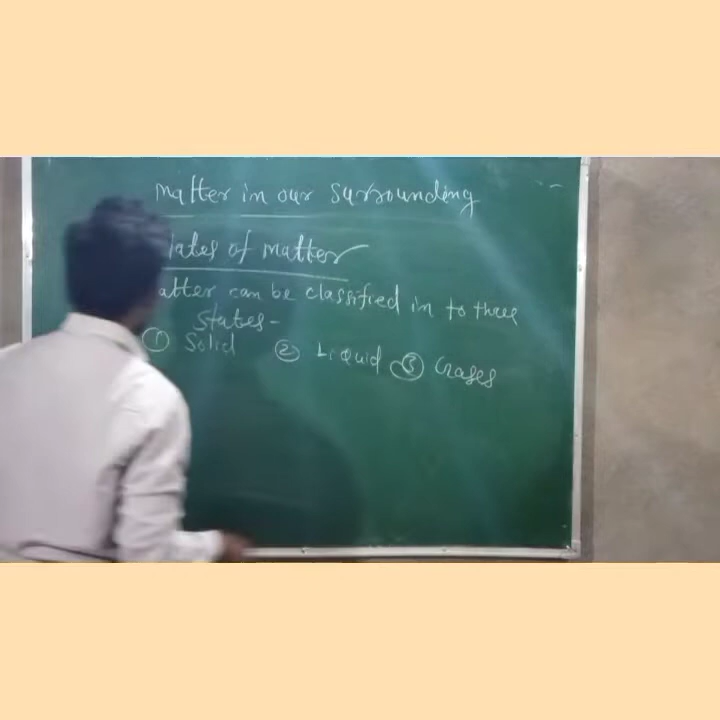 Matter in our Surrounding
tates of Matter
atter can be classified in to three
states-
① Solid ② Liquid ③ Gases